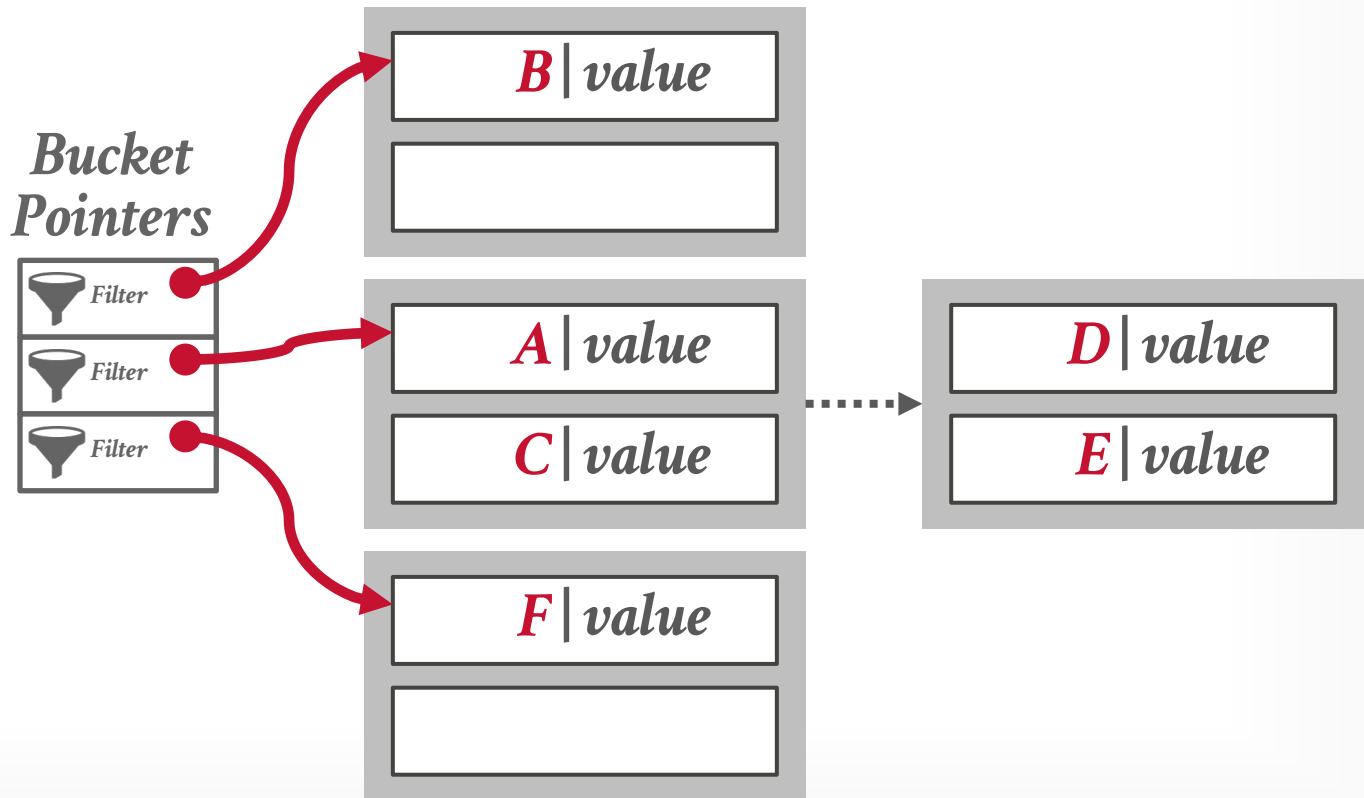 Bucket
Pointers
Filter
Filter
Filter
B|value
A|value
C|value
D|value
E|value
F|value